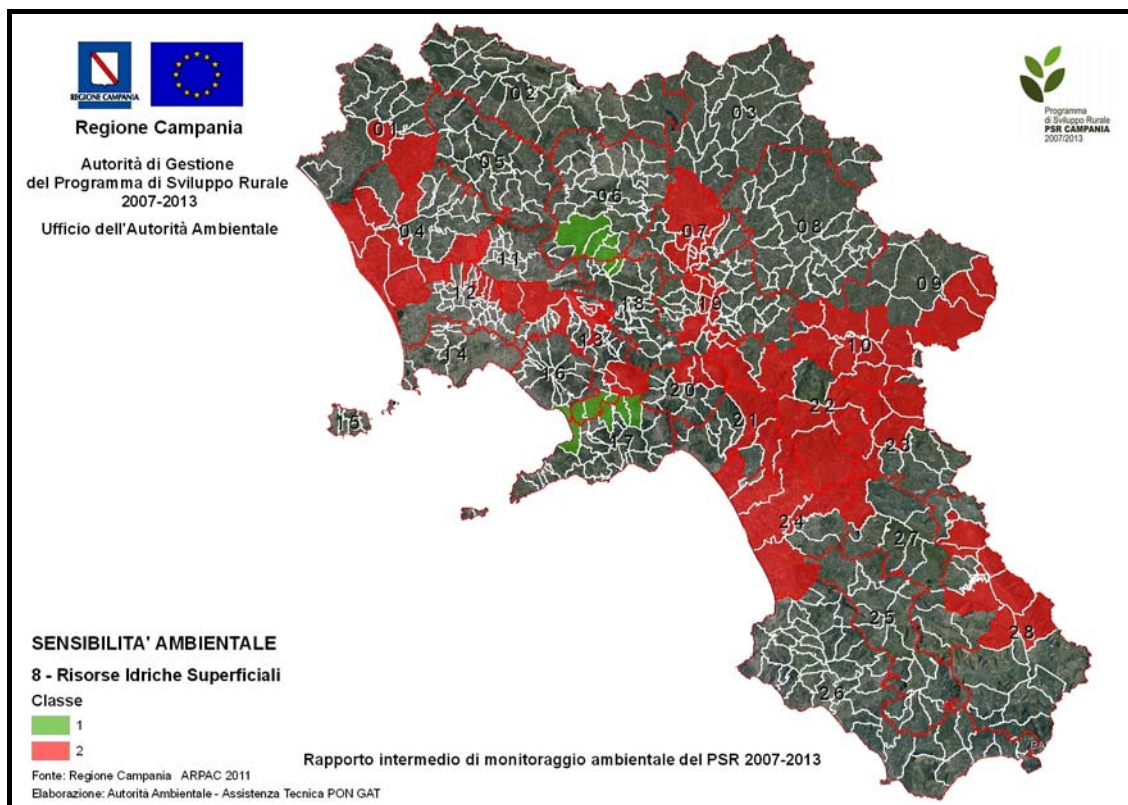 REGIONE CAMPANIA
Regione Campania
Autorità di Gestione
del Programma di Sviluppo Rurale
2007-2013
Ufficio dell'Autorità Ambientale
Programma
di Sviluppo Rurale
PSR CAMPANIA
2007/2013
01
02
03
04
05
06
07
08
09
10
11
12
13
14
15
16
17
18
19
20
21
22
23
24
25
26
27
28
SENSIBILITA' AMBIENTALE
8 - Risorse Idriche Superficiali
Classe
1
2
Fonte: Regione Campania ARPAC 2011
Elaborazione: Autorità Ambientale - Assistenza Tecnica PON GAT
Rapporto intermedio di monitoraggio ambientale del PSR 2007-2013